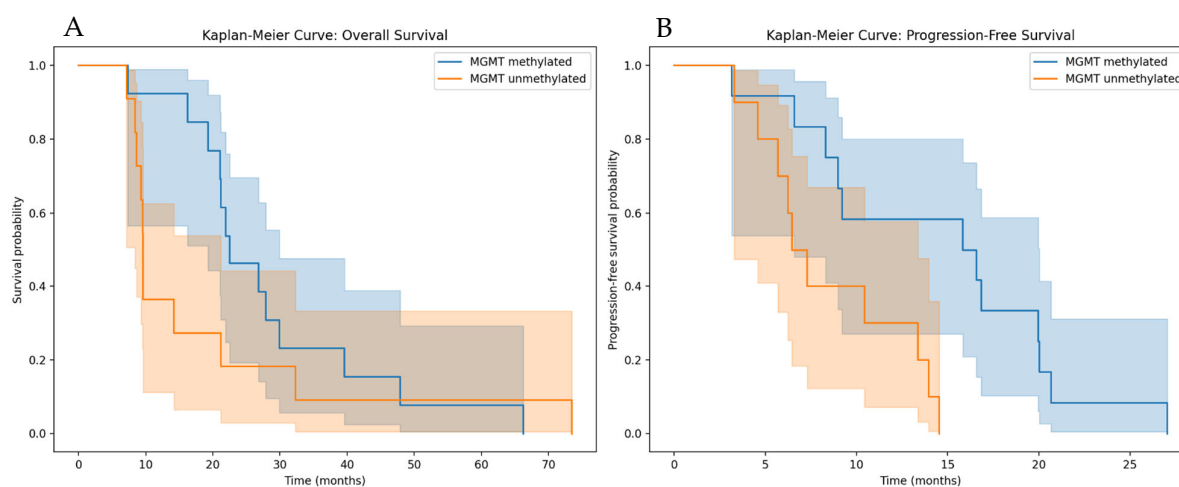 A
Kaplan-Meier Curve: Overall Survival
MGMT methylated
MGMT unmethylated
Survival probability
1.0
0.8
0.6
0.4
0.2
0.0
0 10 20 30 40 50 60 70
Time (months)
B
Kaplan-Meier Curve: Progression-Free Survival
MGMT methylated
MGMT unmethylated
Progression-free survival probability
1.0
0.8
0.6
0.4
0.2
0.0
0 5 10 15 20 25
Time (months)